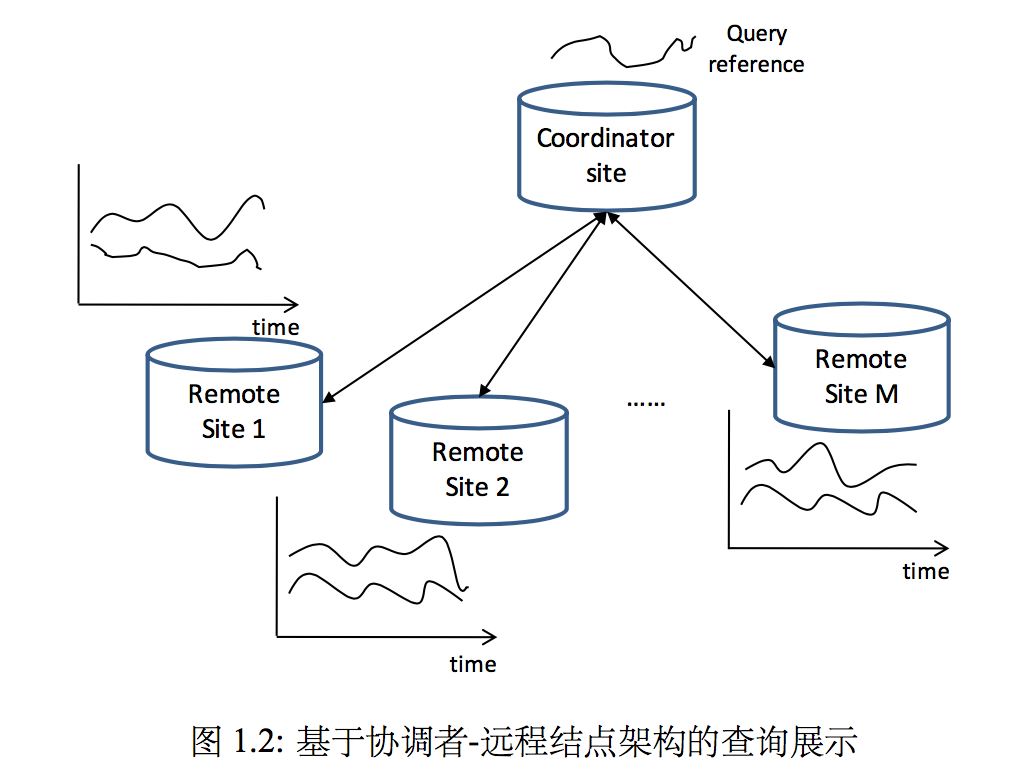 Query
reference
Coordinator
site
time
Remote
Site 1
Remote
Site 2
......
Remote
Site M
time
time
图 1.2: 基于协调者-远程结点架构的查询展示